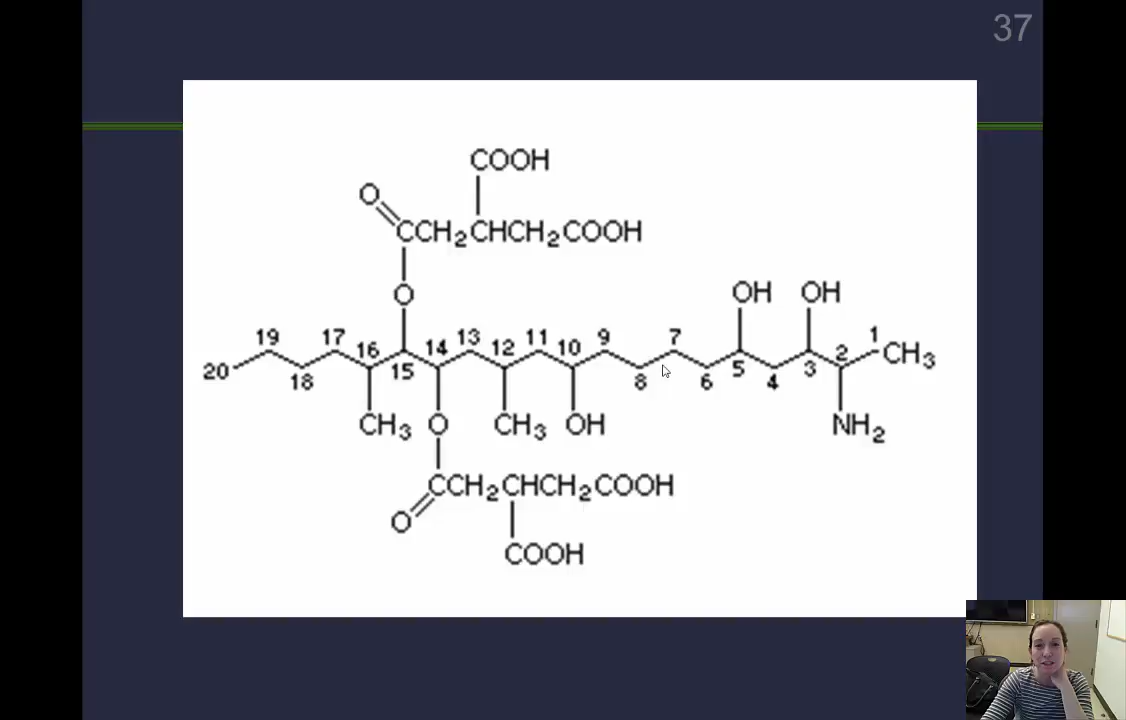 37
COOH
O
CCH₂CHCH₂COOH
O
OH OH
19 17 16 14 13 12 11 10 9 7 5 2 1 CH₃
20 18 15 8 6 4 3
CH₃ O CH₃ OH NH₂
CCH₂CHCH₂COOH
O
COOH